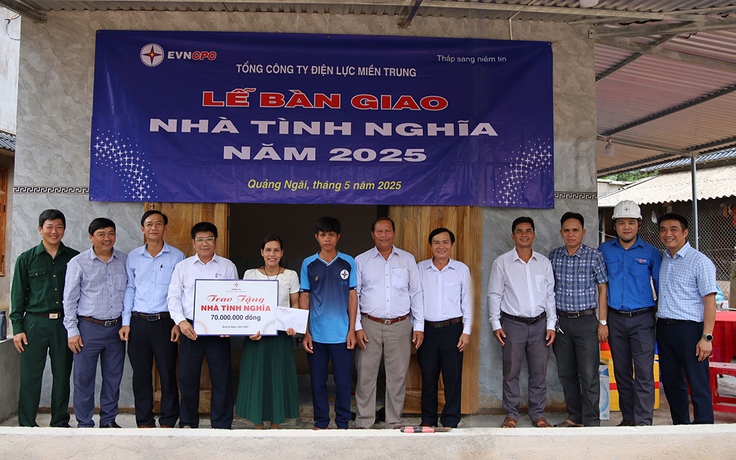 EVNCPC
Thắp sáng niềm tin
TỔNG CÔNG TY ĐIỆN LỰC MIỀN TRUNG
LỄ BÀN GIAO
NHÀ TÌNH NGHĨA
NĂM 2025
Quảng Ngãi, tháng 5 năm 2025
Trao Tặng
NHÀ TÌNH NGHĨA
70.000.000 đồng